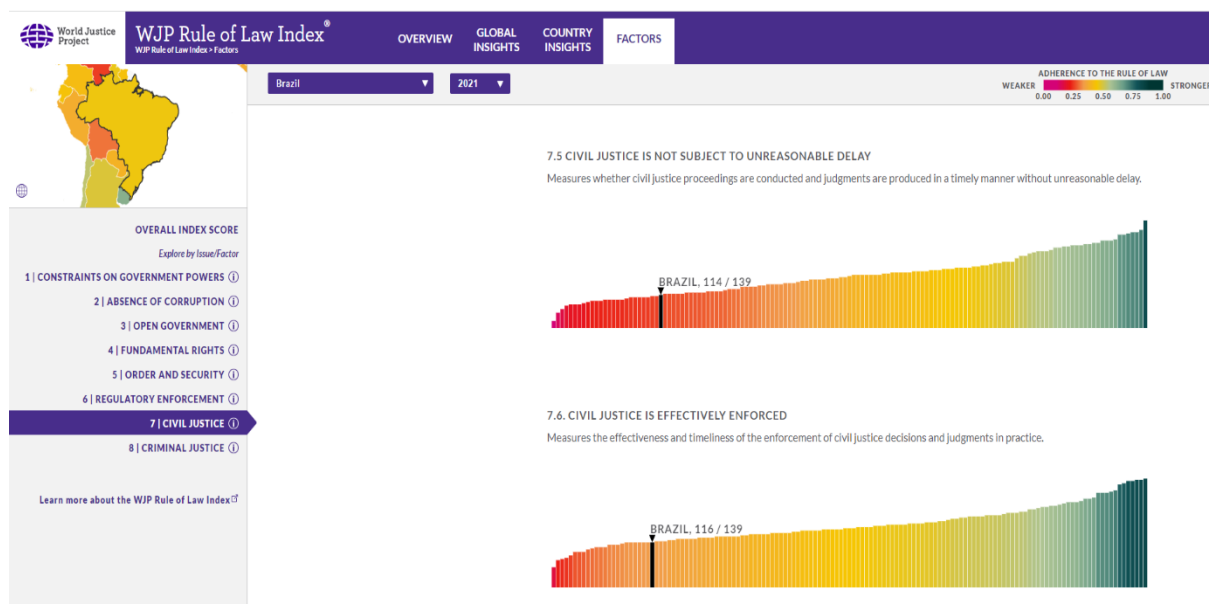 World Justice
Project
WJP Rule of Law Index®
WJP Rule of Law Index > Factors
OVERVIEW
GLOBAL
INSIGHTS
COUNTRY
INSIGHTS
FACTORS
Brazil
2021
ADHERENCE TO THE RULE OF LAW
WEAKER
STRONGER
0.00 0.25 0.50 0.75 1.00
OVERALL INDEX SCORE
Explore by Issue/Factor
1 | CONSTRAINTS ON GOVERNMENT POWERS
2 | ABSENCE OF CORRUPTION
3 | OPEN GOVERNMENT
4 | FUNDAMENTAL RIGHTS
5 | ORDER AND SECURITY
6 | REGULATORY ENFORCEMENT
7 | CIVIL JUSTICE
8 | CRIMINAL JUSTICE
Learn more about the WJP Rule of Law Index
7.5 CIVIL JUSTICE IS NOT SUBJECT TO UNREASONABLE DELAY
Measures whether civil justice proceedings are conducted and judgments are produced in a timely manner without unreasonable delay.
BRAZIL, 114 / 139
7.6. CIVIL JUSTICE IS EFFECTIVELY ENFORCED
Measures the effectiveness and timeliness of the enforcement of civil justice decisions and judgments in practice.
BRAZIL, 116 / 139